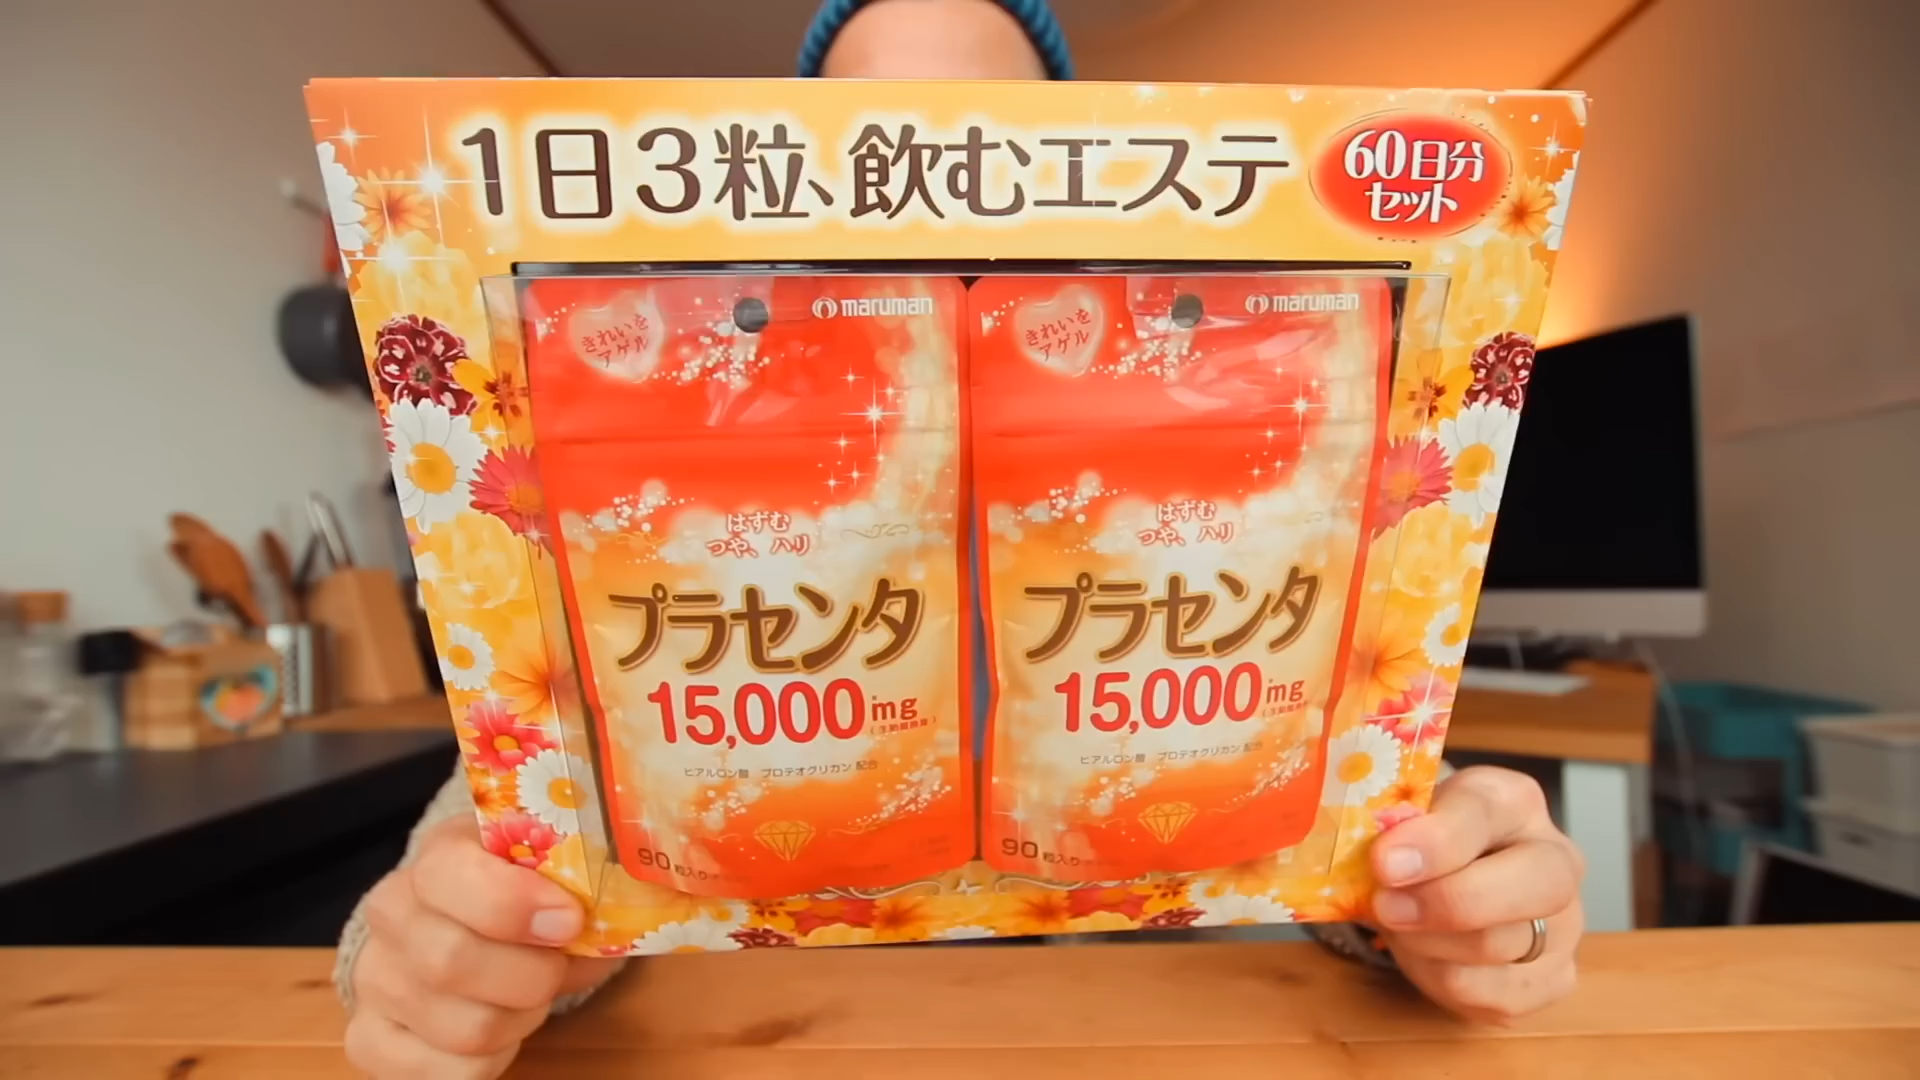 1日3粒、飲むエステ
60日分
セット
maruman
きれいを
アゲル
はずむ
つや、ハリ
プラセンタ
15,000mg
ヒアルロン酸 プロテオグリカン 配合
90粒入り
maruman
きれいを
アゲル
はずむ
つや、ハリ
プラセンタ
15,000mg
ヒアルロン酸 プロテオグリカン 配合
90粒入り